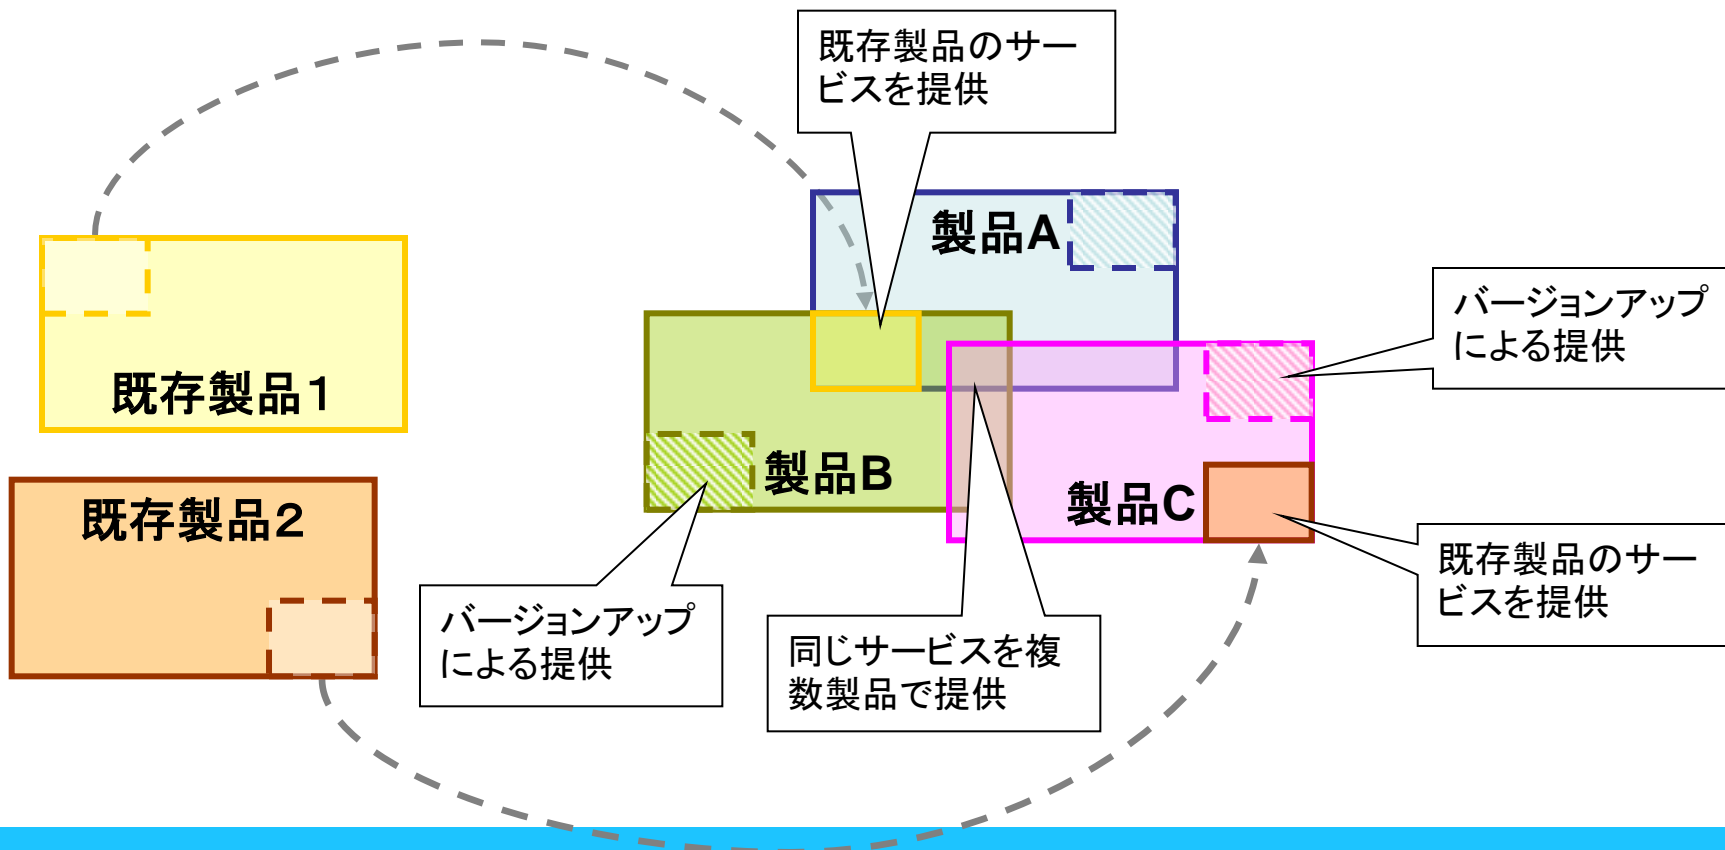 既存製品のサー
ビスを提供
製品A
バージョンアップ
による提供
既存製品1
製品B
既存製品2
製品C
既存製品のサー
ビスを提供
バージョンアップ
による提供
同じサービスを複
数製品で提供